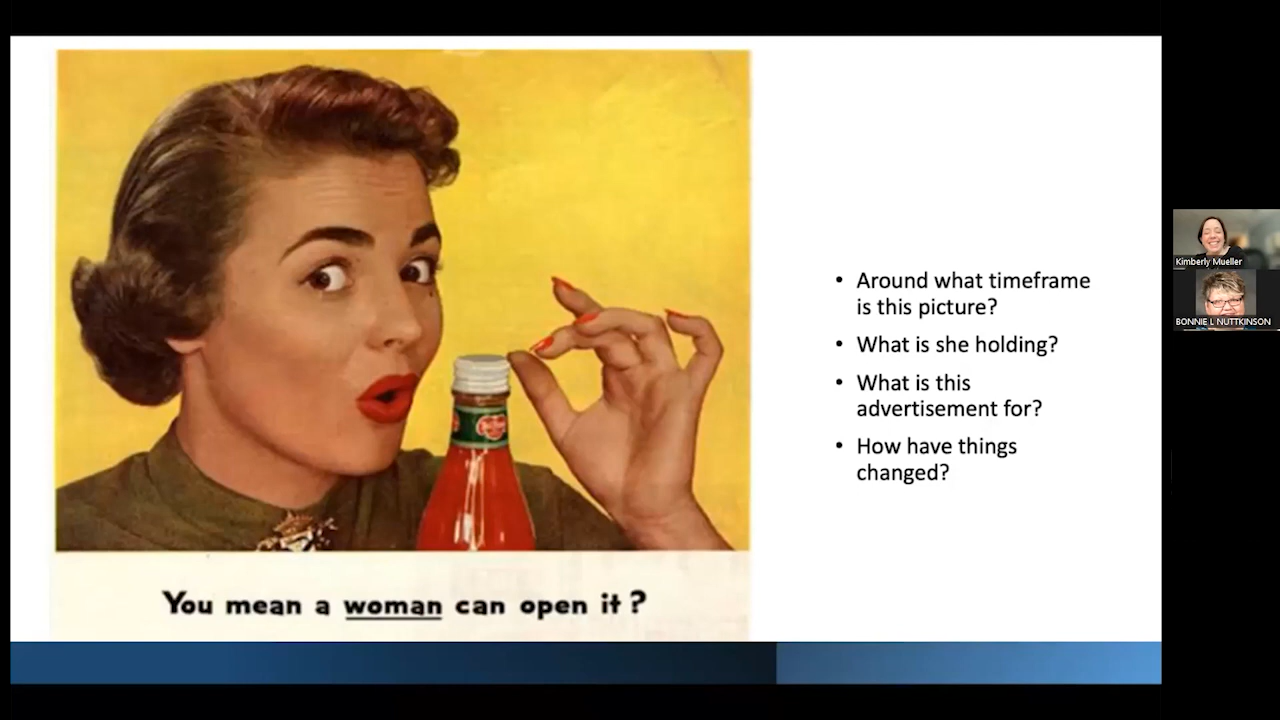 You mean a woman can open it?
• Around what timeframe
is this picture?
• What is she holding?
• What is this
advertisement for?
• How have things
changed?
Kimberly Mueller
BONNIE L NUTTKINSON